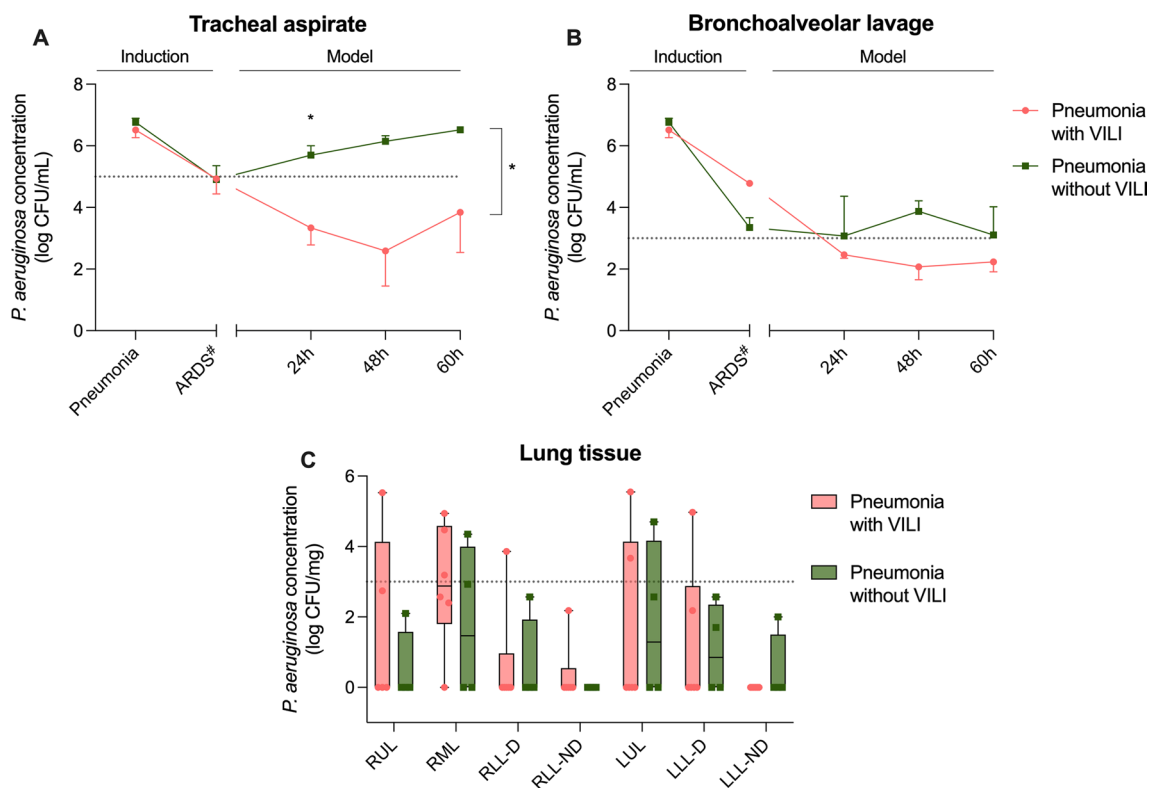 Tracheal aspirate
A
Induction
Model
P. aeruginosa concentration
(log CFU/mL)
8
6
4
2
0
*
*
Pneumonia
ARDS#
24h
48h
60h
Bronchoalveolar lavage
B
Induction
Model
P. aeruginosa concentration
(log CFU/mL)
8
6
4
2
0
Pneumonia
ARDS#
24h
48h
60h
Pneumonia
with VILI
Pneumonia
without VILI
Lung tissue
C
P. aeruginosa concentration
(log CFU/mg)
6
4
2
0
RUL
RML
RLL-D
RLL-ND
LUL
LLL-D
LLL-ND
Pneumonia
with VILI
Pneumonia
without VILI